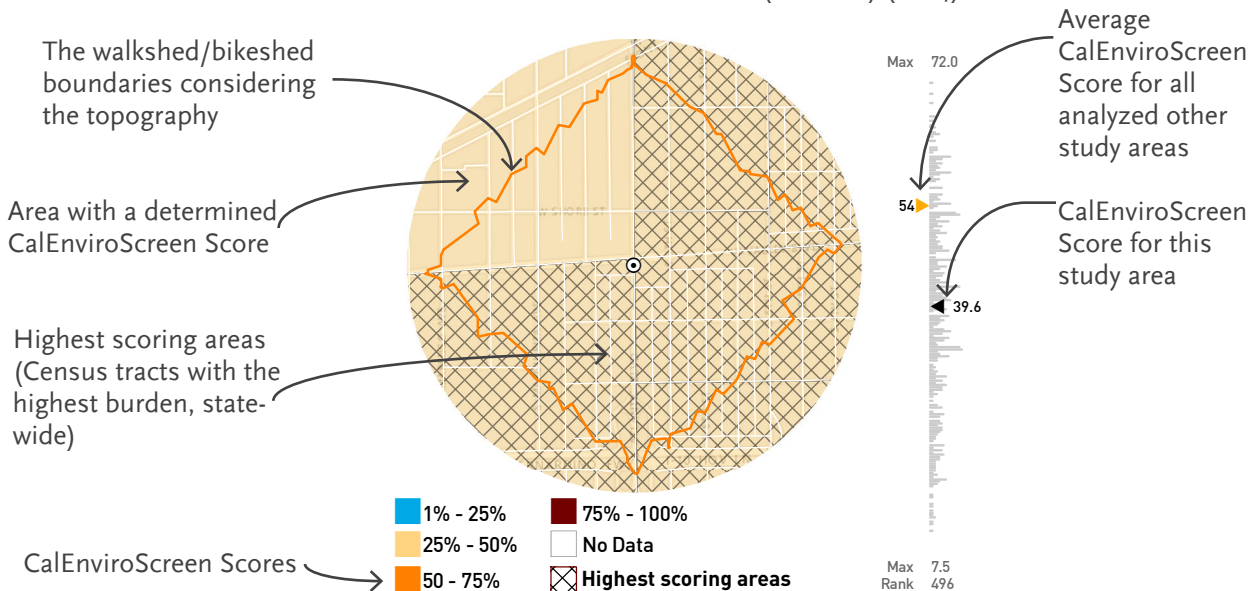 The walkshed/bikeshed
boundaries considering
the topography
Area with a determined
CalEnviroScreen Score
Highest scoring areas
(Census tracts with the
highest burden, state-
wide)
CalEnviroScreen Scores
N SHORT ST
1% - 25%
25% - 50%
50 - 75%
75% - 100%
No Data
Highest scoring areas
Max 72.0
54
39.6
Max 7.5
Rank 496
Average
CalEnviroScreen
Score for all
analyzed other
study areas
CalEnviroScreen
Score for this
study area